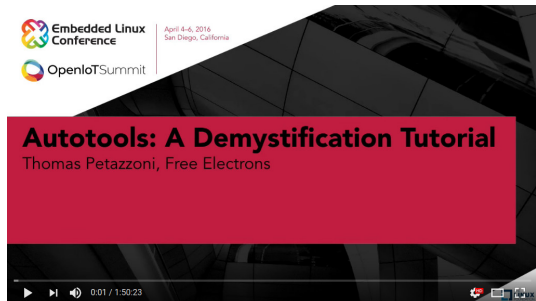 Embedded Linux
Conference
April 4–6, 2016
San Diego, California
OpenIoTSummit
Autotools: A Demystification Tutorial
Thomas Petazzoni, Free Electrons
0:01 / 1:50:23
HD